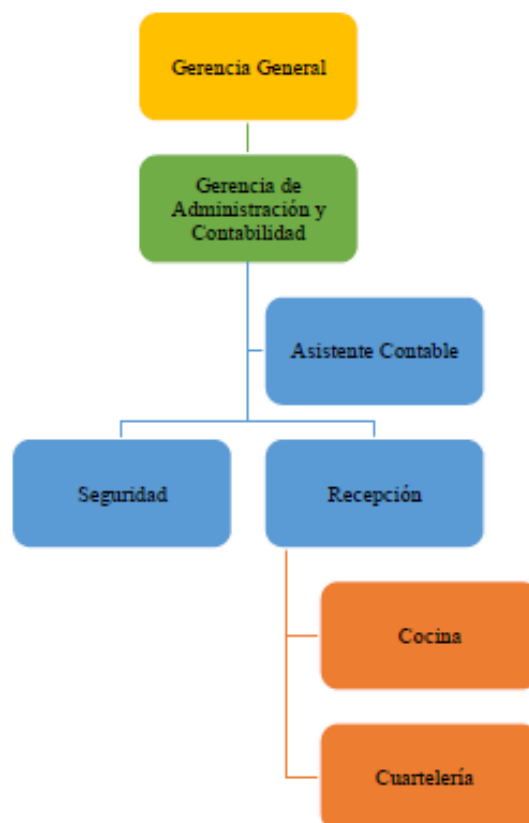 Gerencia General
Gerencia de
Administración y
Contabilidad
Asistente Contable
Seguridad
Recepción
Cocina
Cuartelería